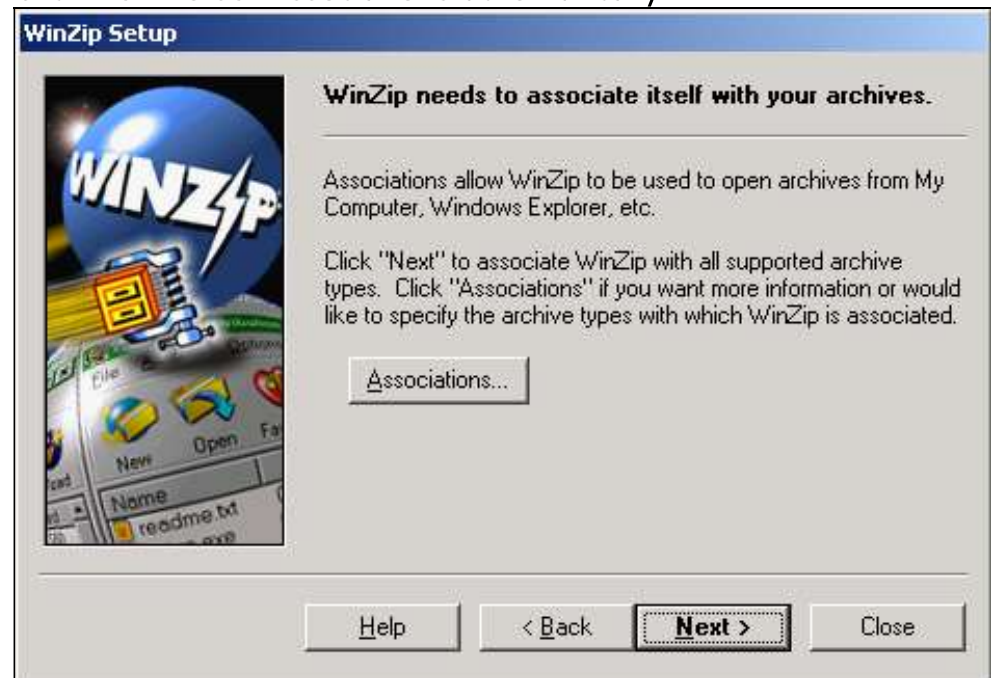 WinZip Setup
WinZip needs to associate itself with your archives.
Associations allow WinZip to be used to open archives from My
Computer, Windows Explorer, etc.
Click "Next" to associate WinZip with all supported archive
types. Click "Associations" if you want more information or would
like to specify the archive types with which WinZip is associated.
Associations...
WINZIP
File
New
Open
Name
readme.txt
Help
< Back
Next >
Close